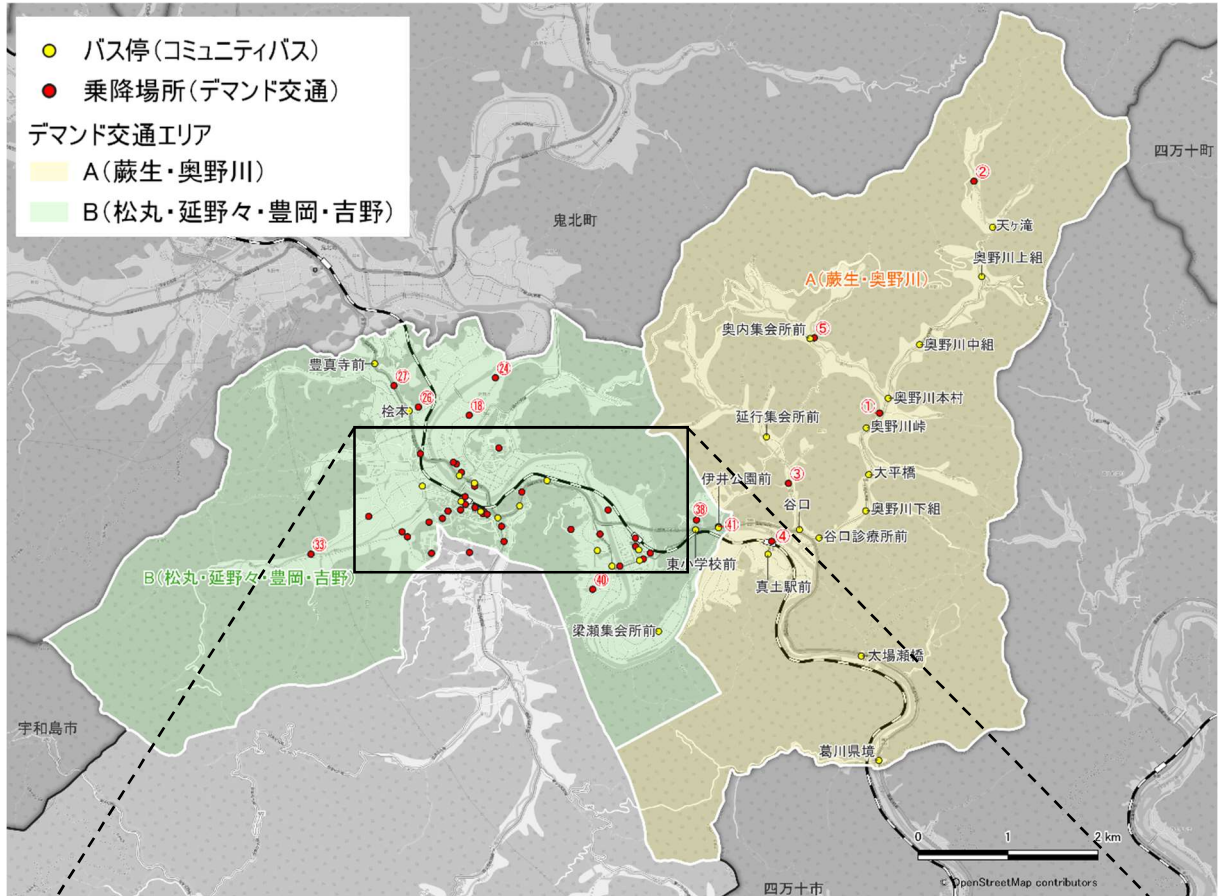 バス停(コミュニティバス)
乗降場所(デマンド交通)
デマンド交通エリア
A(蕨生・奥野川)
B(松丸・延野々・豊岡・吉野)
四万十町
鬼北町
②
天ヶ滝
奥野川上組
A(蕨生・奥野川)
奥内集会所前
⑤
奥野川中組
豊真寺前
㉗
㉔
桧本
㉖
⑱
奥野川本村
①
延行集会所前
奥野川峠
伊井公園前
③
大平橋
谷口
奥野川下組
㊳
㊶
④
谷口診療所前
㉝
東小学校前
B(松丸・延野々・豊岡・吉野)
㊵
真土駅前
梁瀬集会所前
太場瀬橋
宇和島市
葛川県境
0 1 2 km
© OpenStreetMap contributors
四万十市